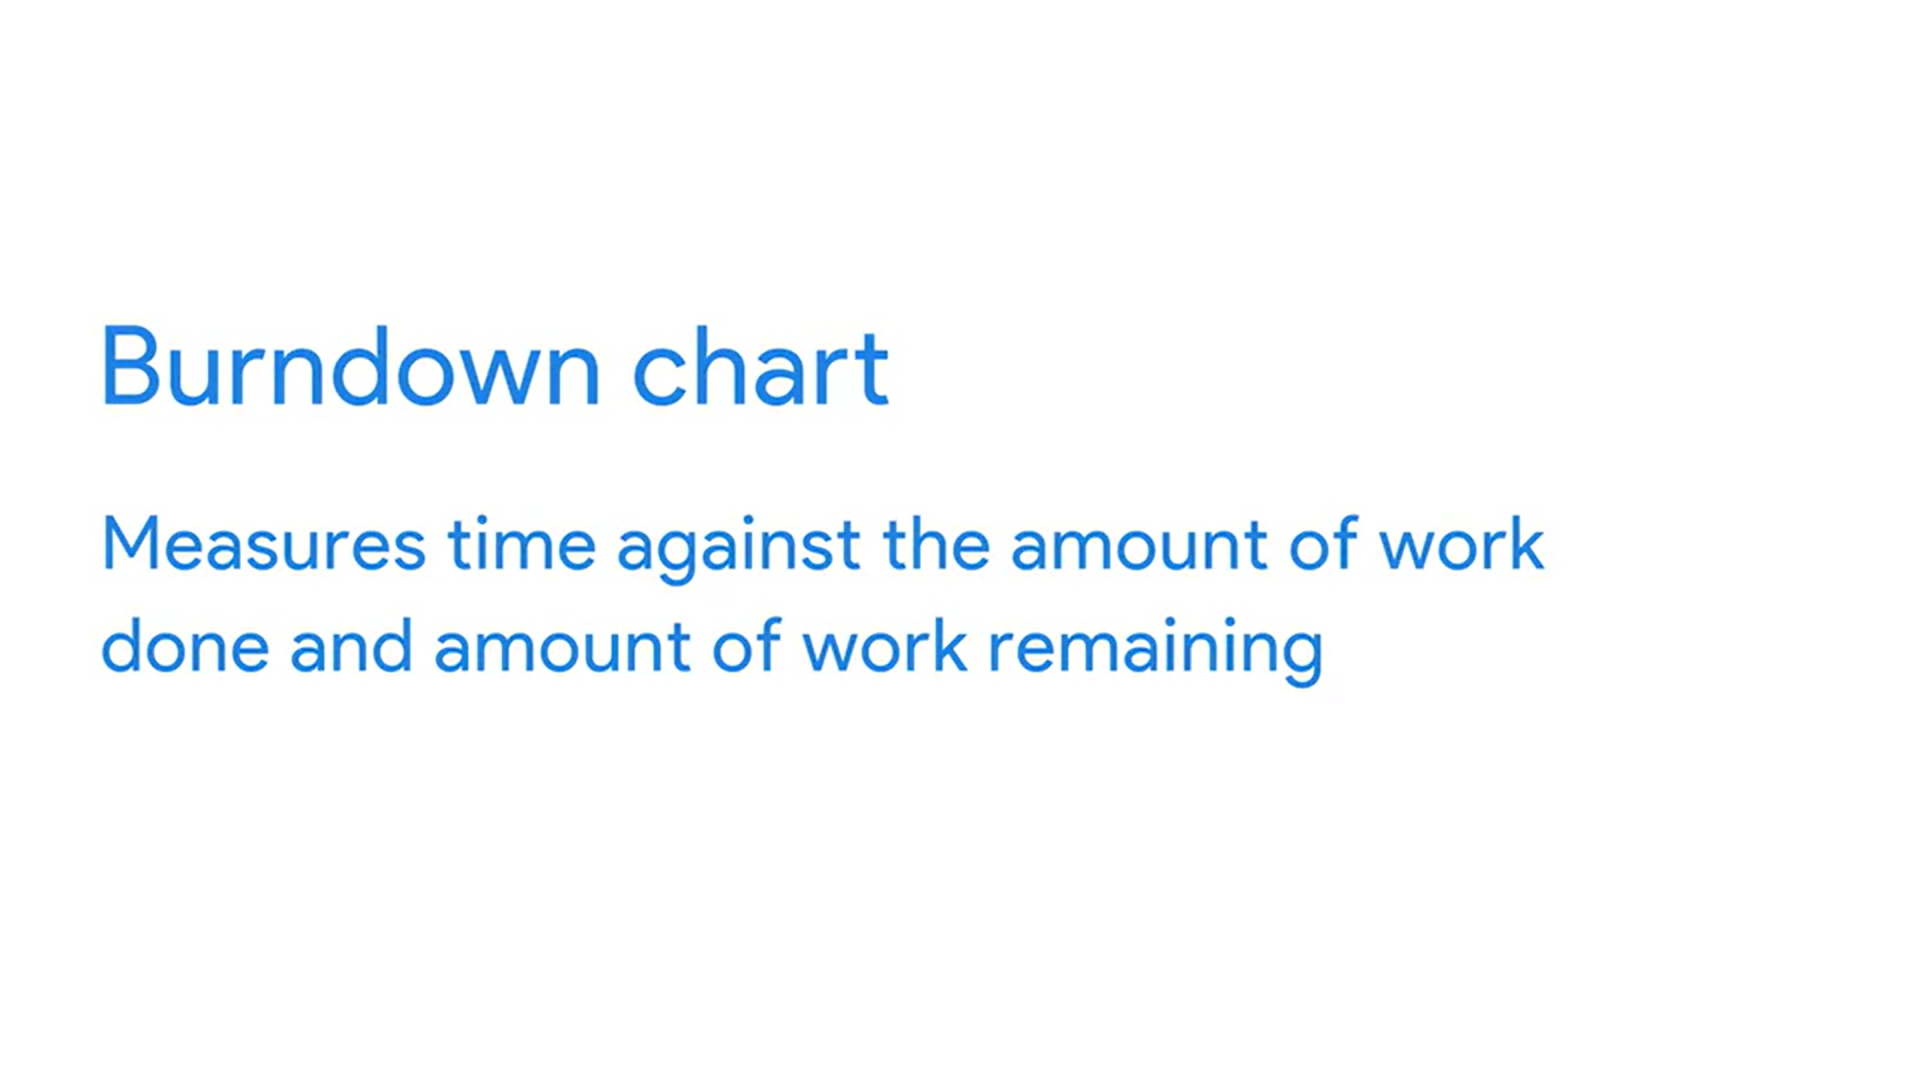 Burndown chart
Measures time against the amount of work
done and amount of work remaining